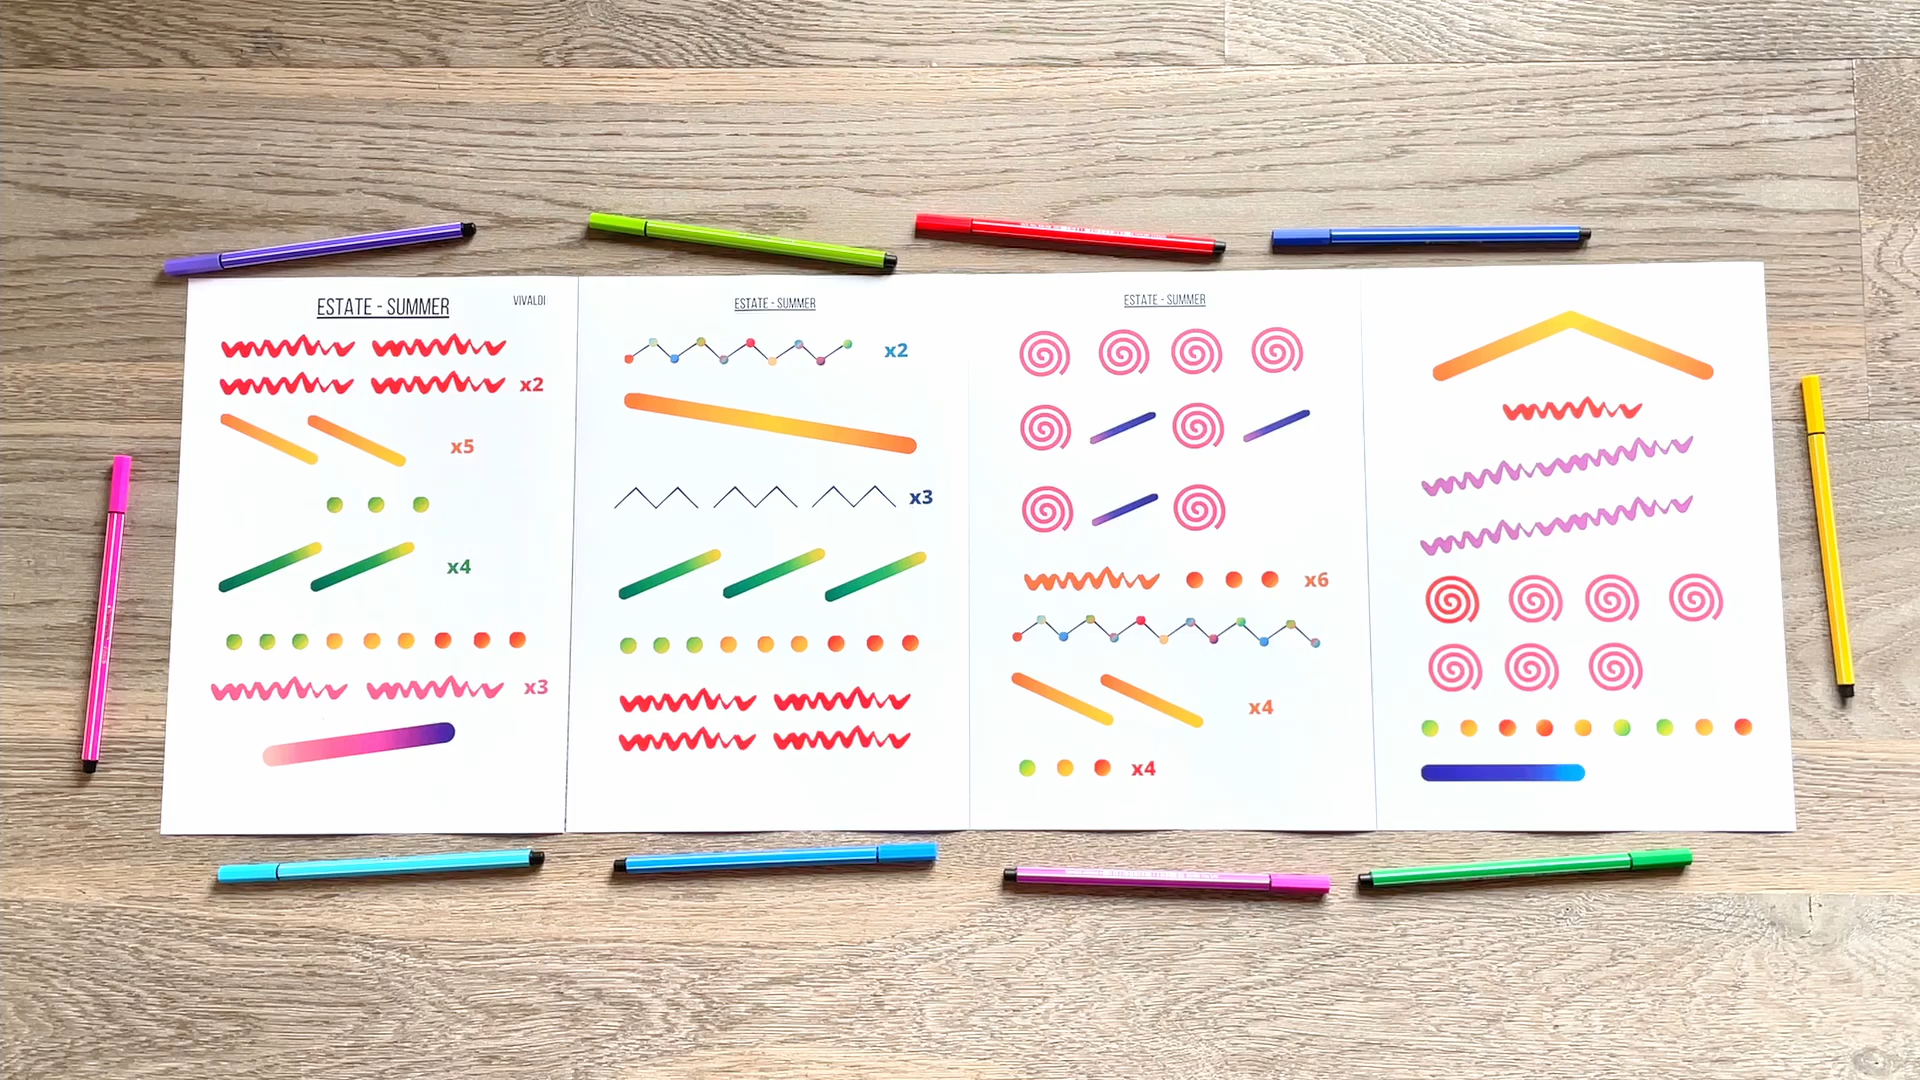 ESTATE - SUMMER
VIVALDI
x2
x5
x4
x3
ESTATE - SUMMER
x2
x3
ESTATE - SUMMER
x6
x4
x4